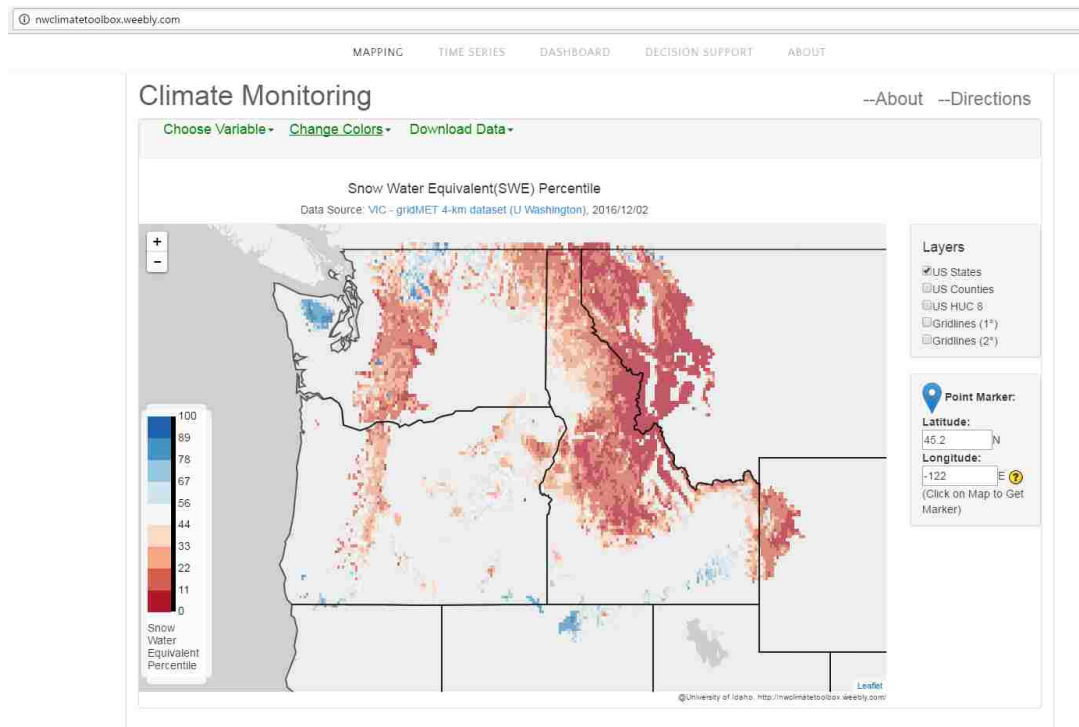 nwclimatetoolbox.weebly.com
MAPPING TIME SERIES DASHBOARD DECISION SUPPORT ABOUT
Climate Monitoring
--About --Directions
Choose Variable Change Colors Download Data
Snow Water Equivalent(SWE) Percentile
Data Source: VIC - gridMET 4-km dataset (U Washington), 2016/12/02
+
−
Layers
US States
US Counties
US HUC 8
Gridlines (1°)
Gridlines (2°)
Point Marker:
Latitude:
45.2 N
Longitude:
-122 E ?
(Click on Map to Get
Marker)
100
89
78
67
56
44
33
22
11
0
Snow
Water
Equivalent
Percentile
Leaflet
@University of Idaho, http://nwclimatetoolbox.weebly.com/